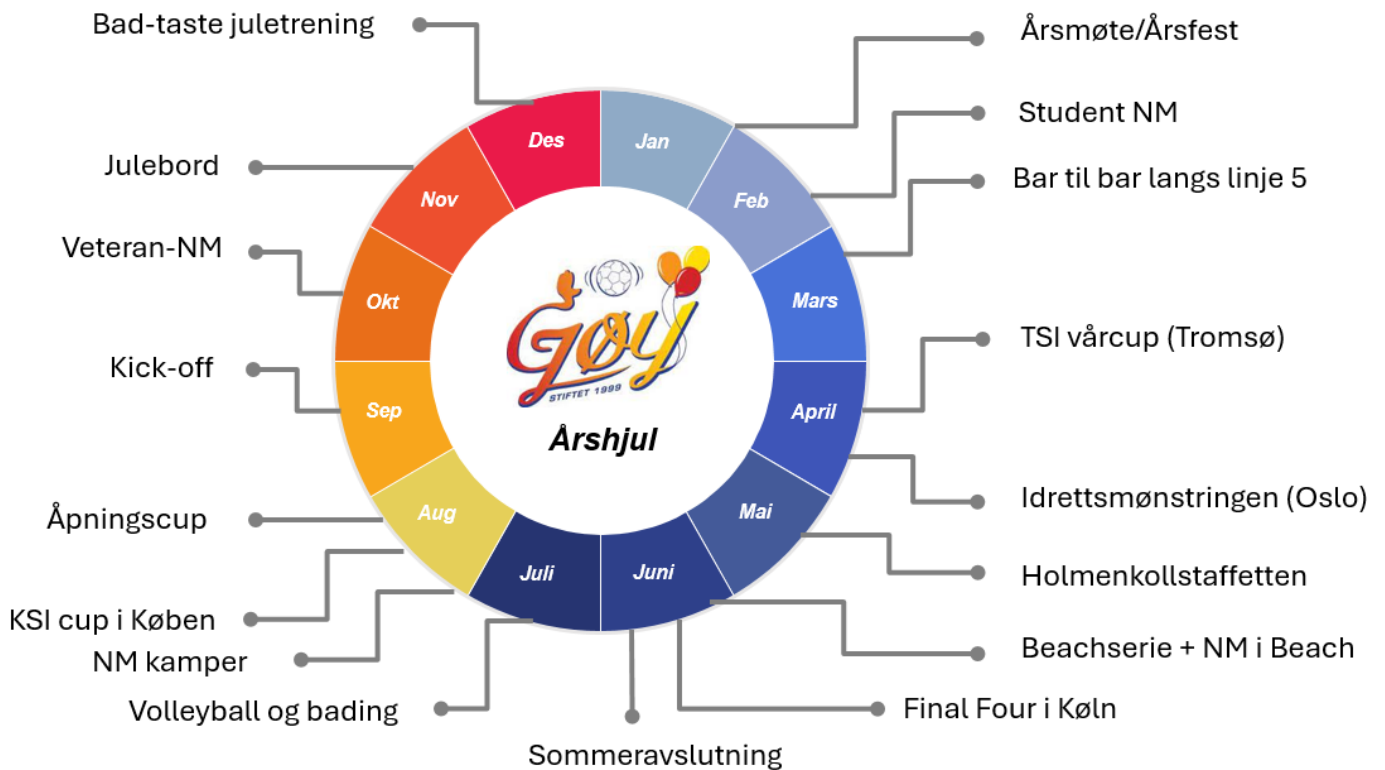 Bad-taste juletrening
Årsmøte/Årsfest
Student NM
Bar til bar langs linje 5
TSI vårcup (Tromsø)
Idrettsmønstringen (Oslo)
Holmenkollstaffetten
Beachserie + NM i Beach
Final Four i Køln
Sommeravslutning
Volleyball og bading
NM kamper
KSI cup i Køben
Åpningscup
Kick-off
Veteran-NM
Julebord
Jan
Feb
Mars
April
Mai
Juni
Juli
Aug
Sep
Okt
Nov
Des
Gøy
STIFTET 1999
Årshjul